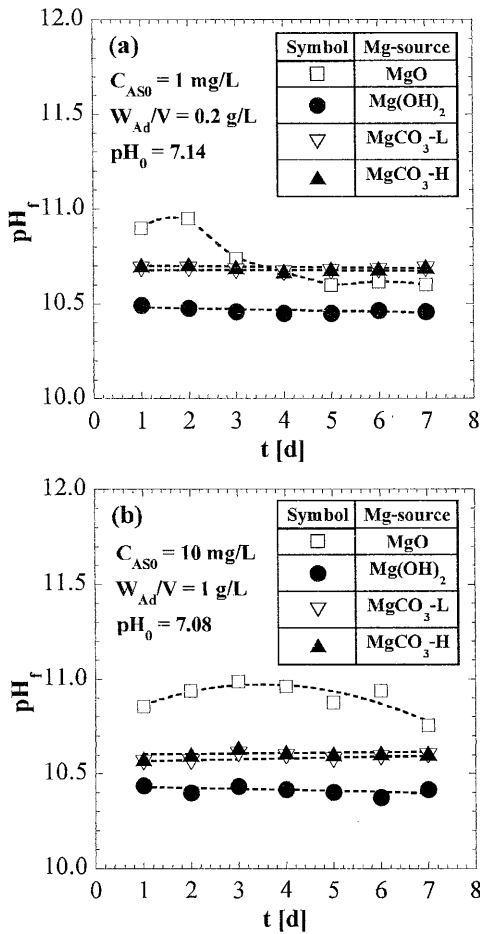 (a)
C_AS0 = 1 mg/L
W_Ad/V = 0.2 g/L
pH_0 = 7.14
Symbol Mg-source
MgO
Mg(OH)_2
MgCO_3-L
MgCO_3-H
12.0
11.5
11.0
10.5
10.0
pH_f
0 1 2 3 4 5 6 7 8
t [d]
(b)
C_AS0 = 10 mg/L
W_Ad/V = 1 g/L
pH_0 = 7.08
Symbol Mg-source
MgO
Mg(OH)_2
MgCO_3-L
MgCO_3-H
12.0
11.5
11.0
10.5
10.0
pH_f
0 1 2 3 4 5 6 7 8
t [d]